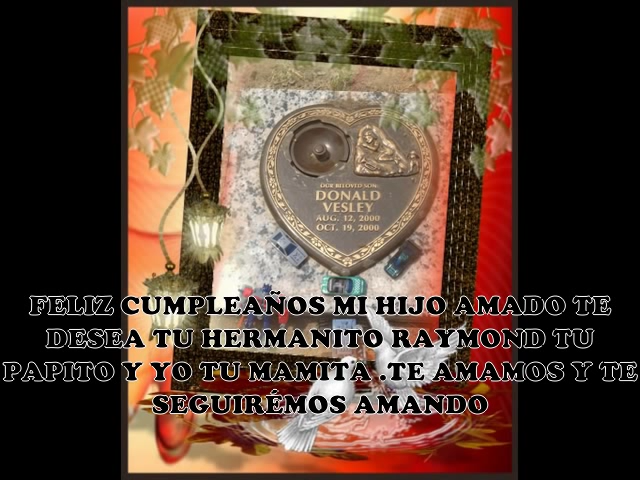 OUR BELOVED SON
DONALD
VESLEY
AUG. 12, 2000
OCT. 19, 2000
FELIZ CUMPLEAÑOS MI HIJO AMADO TE
DESEA TU HERMANITO RAYMOND TU
PAPITO Y YO TU MAMITA .TE AMAMOS Y TE
SEGUIRÉMOS AMANDO